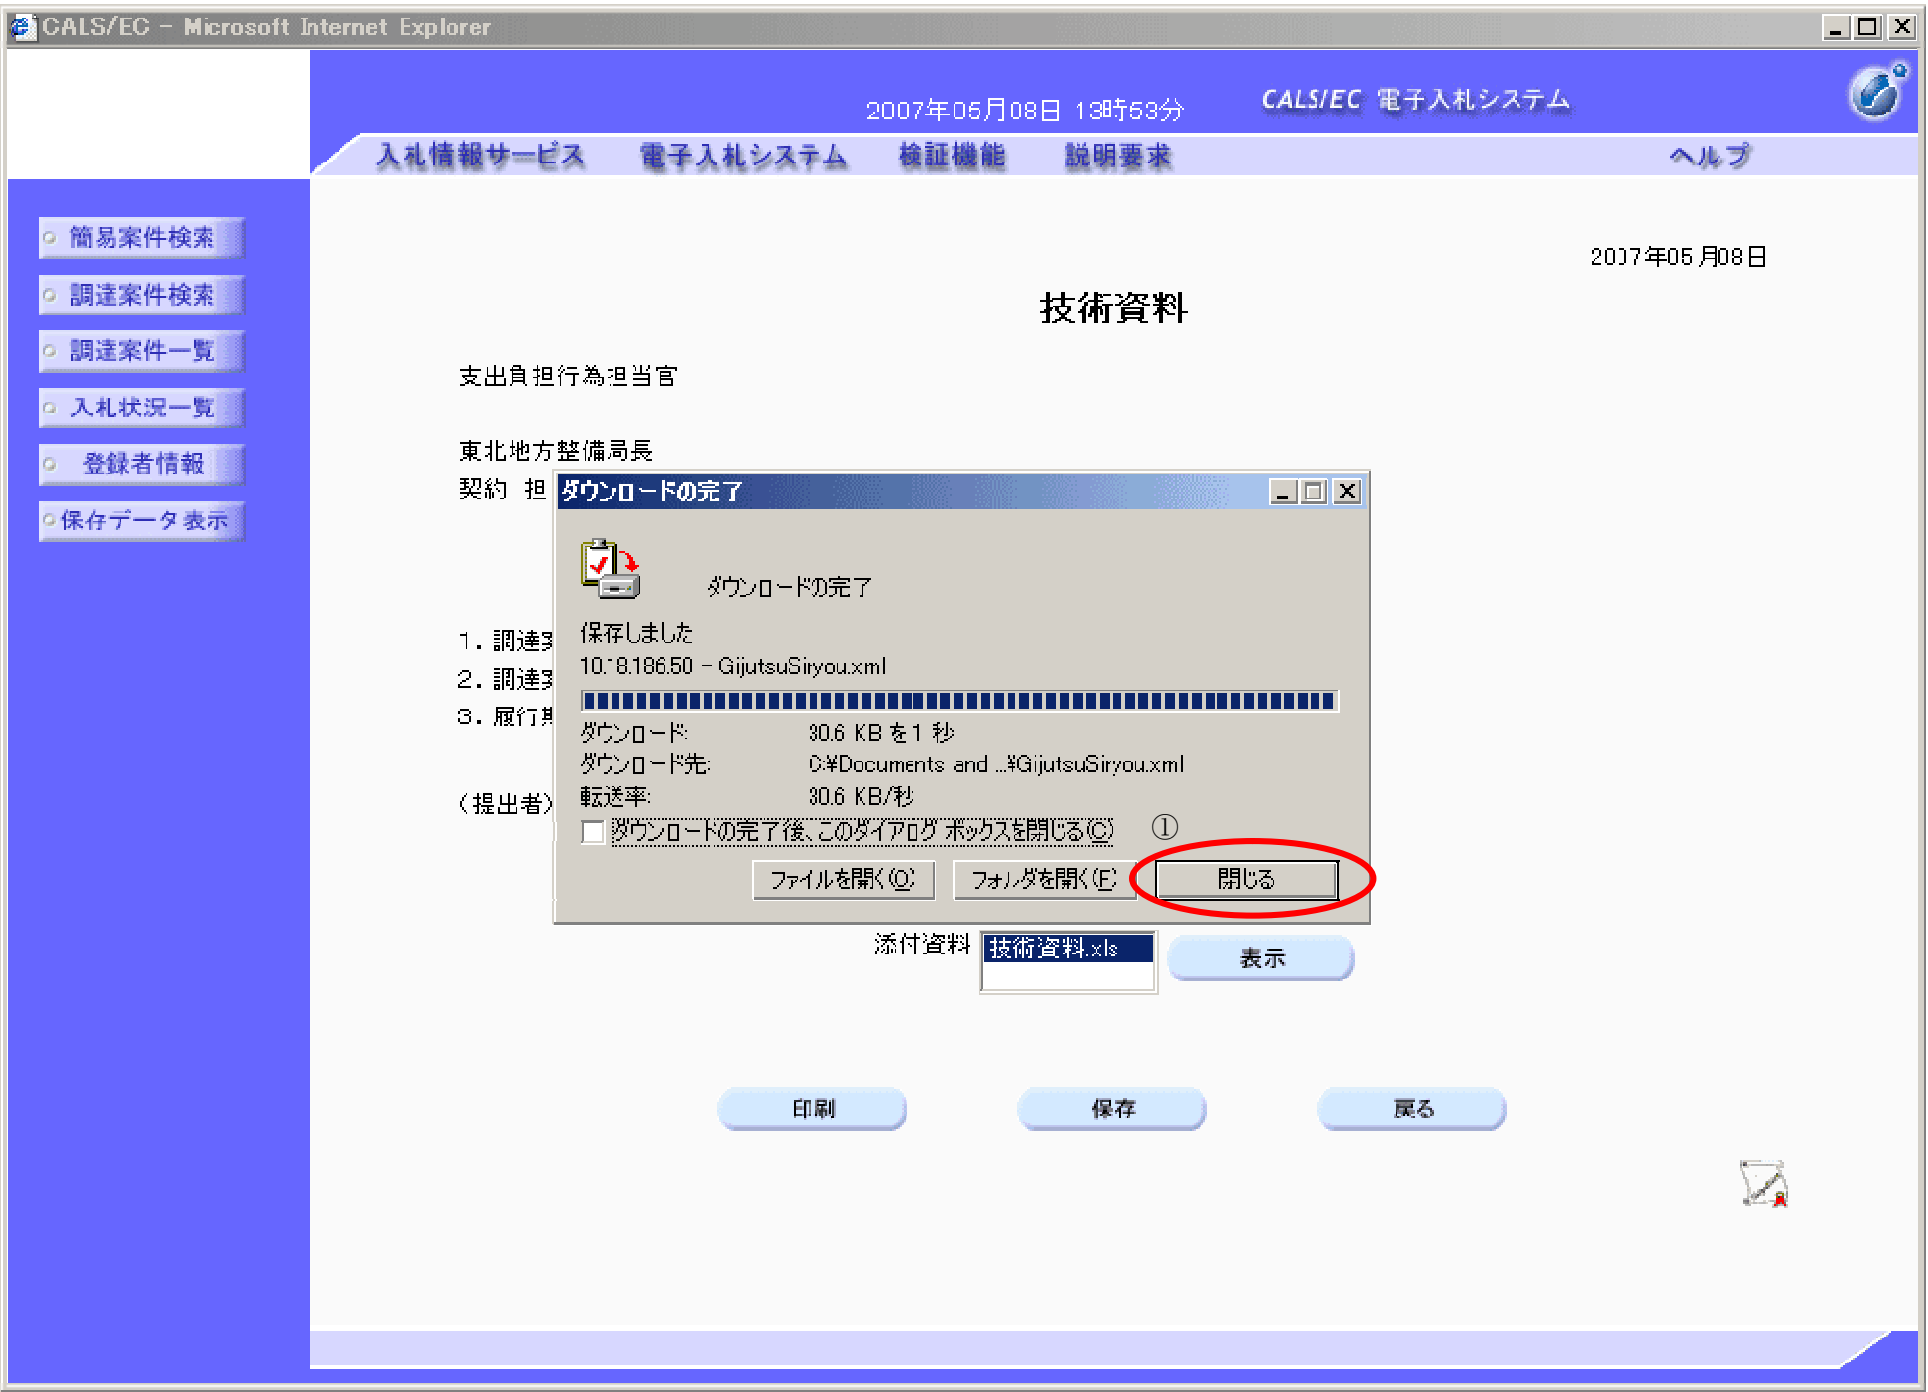 CALS/EC - Microsoft Internet Explorer
2007年05月08日 13時53分
CALS/EC 電子入札システム
入札情報サービス 電子入札システム 検証機能 説明要求 ヘルプ
簡易案件検索
調達案件検索
調達案件一覧
入札状況一覧
登録者情報
保存データ表示
2007年05月08日
技術資料
支出負担行為担当官
東北地方整備局長
契約 担
1. 調達
2. 調達
3. 履行
(提出者)
ダウンロードの完了
ダウンロードの完了
保存しました
10.18.186.50 - GijutsuSiryou.xml
ダウンロード: 30.6 KB を 1 秒
ダウンロード先: C:¥Documents and ...¥GijutsuSiryou.xml
転送率: 30.6 KB/秒
ダウンロードの完了後、このダイアログ ボックスを閉じる(C)
①
ファイルを開く(O) フォルダを開く(F) 閉じる
添付資料 技術資料.xls 表示
印刷 保存 戻る